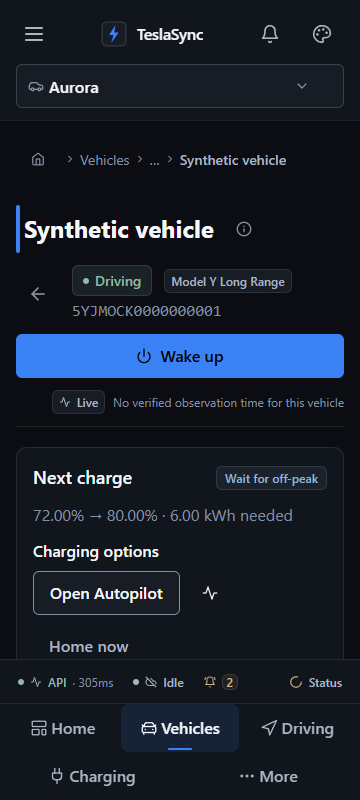 TeslaSync
Aurora
Vehicles ... Synthetic vehicle
Synthetic vehicle
Driving Model Y Long Range
5YJMOCK0000000001
Wake up
Live No verified observation time for this vehicle
Next charge Wait for off-peak
72.00% → 80.00% · 6.00 kWh needed
Charging options
Open Autopilot
Home now
API · 305ms Idle 2 Status
Home Vehicles Driving
Charging More